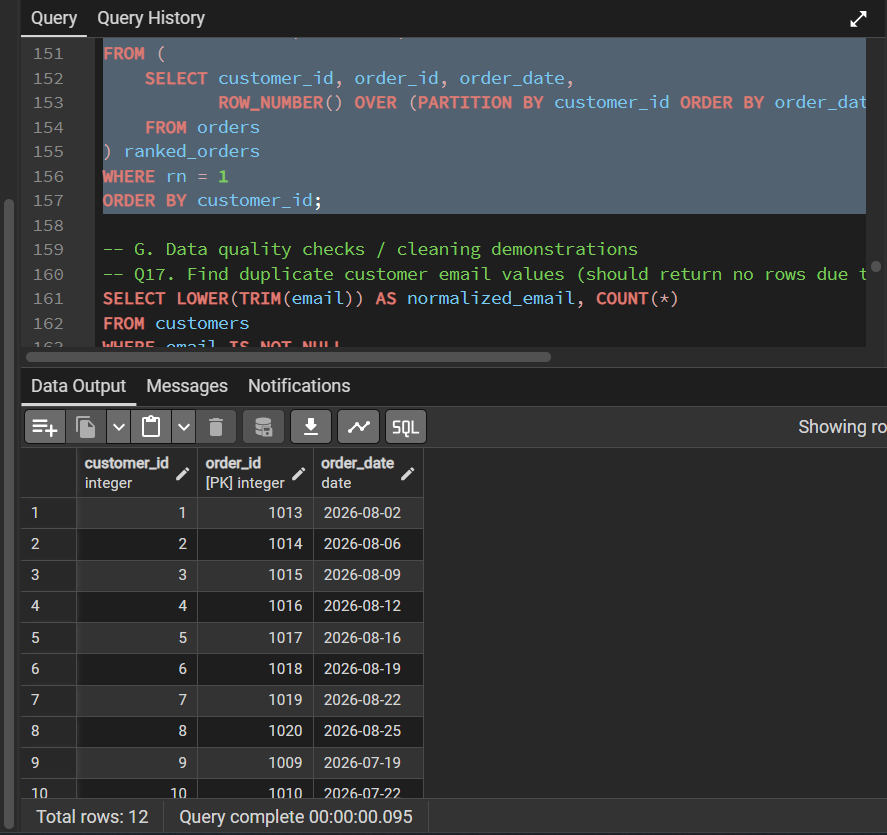 Query Query History
151 FROM (
152 SELECT customer_id, order_id, order_date,
153 ROW_NUMBER() OVER (PARTITION BY customer_id ORDER BY order_dat
154 FROM orders
155 ) ranked_orders
156 WHERE rn = 1
157 ORDER BY customer_id;
158
159 -- G. Data quality checks / cleaning demonstrations
160 -- Q17. Find duplicate customer email values (should return no rows due t
161 SELECT LOWER(TRIM(email)) AS normalized_email, COUNT(*)
162 FROM customers
163 WHERE email IS NOT NULL
Data Output Messages Notifications
SQL Showing ro
customer_id order_id order_date
integer [PK] integer date
1 1 1013 2026-08-02
2 2 1014 2026-08-06
3 3 1015 2026-08-09
4 4 1016 2026-08-12
5 5 1017 2026-08-16
6 6 1018 2026-08-19
7 7 1019 2026-08-22
8 8 1020 2026-08-25
9 9 1009 2026-07-19
10 10 1010 2026-07-22
Total rows: 12 Query complete 00:00:00.095